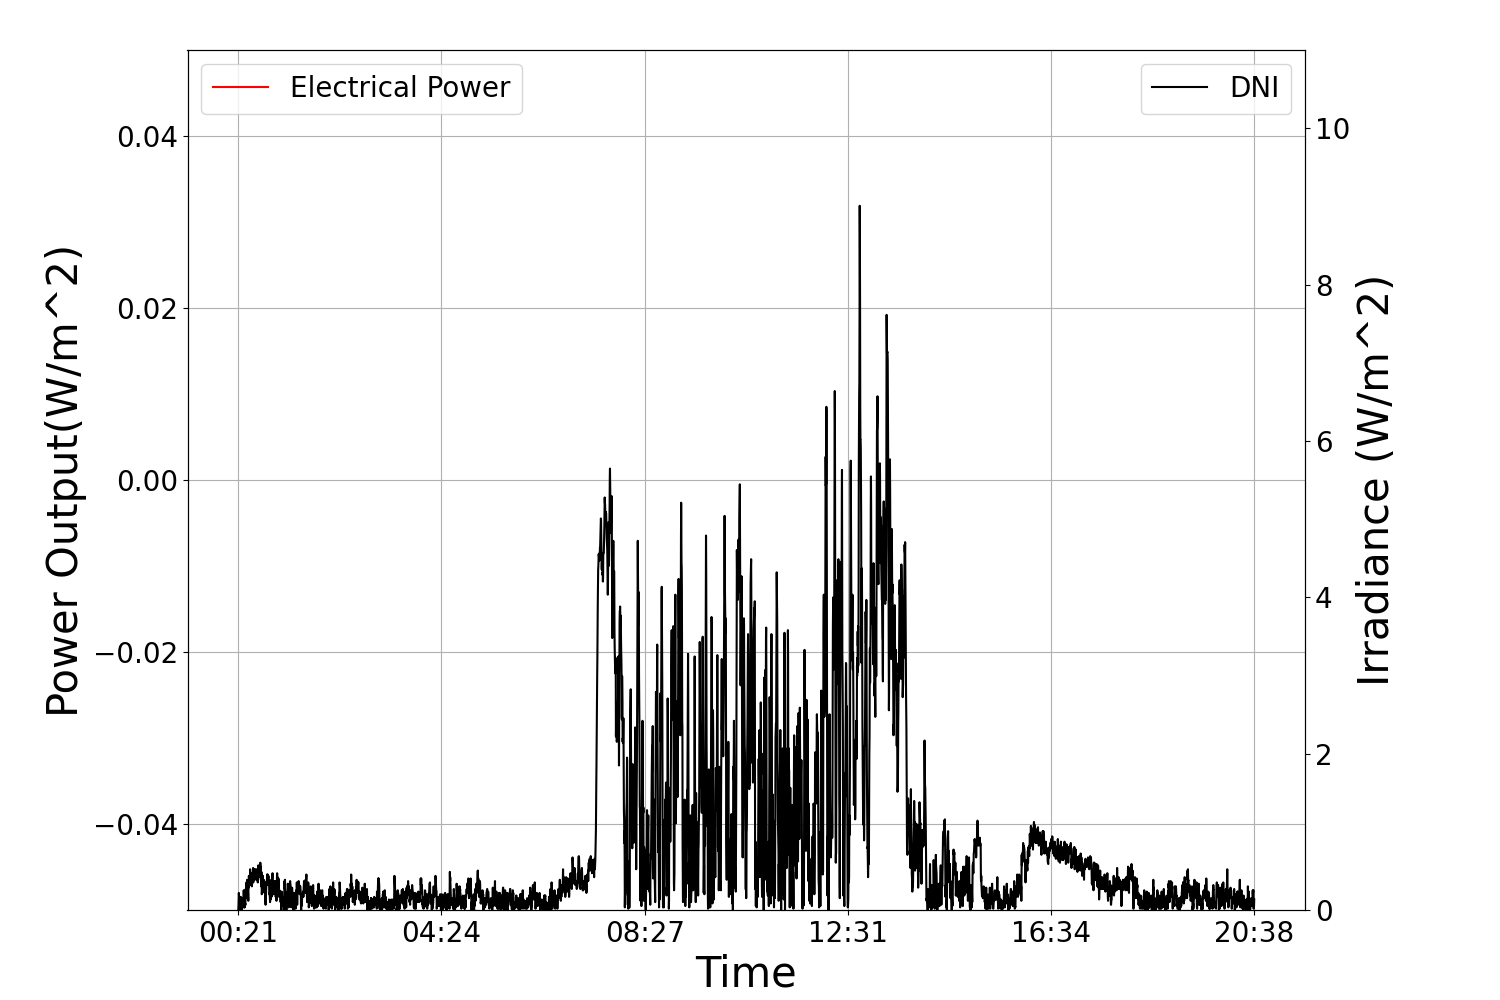 Electrical Power
DNI
0.04
0.02
0.00
−0.02
−0.04
10
8
6
4
2
0
Power Output(W/m^2)
Irradiance (W/m^2)
00:21 04:24 08:27 12:31 16:34 20:38
Time